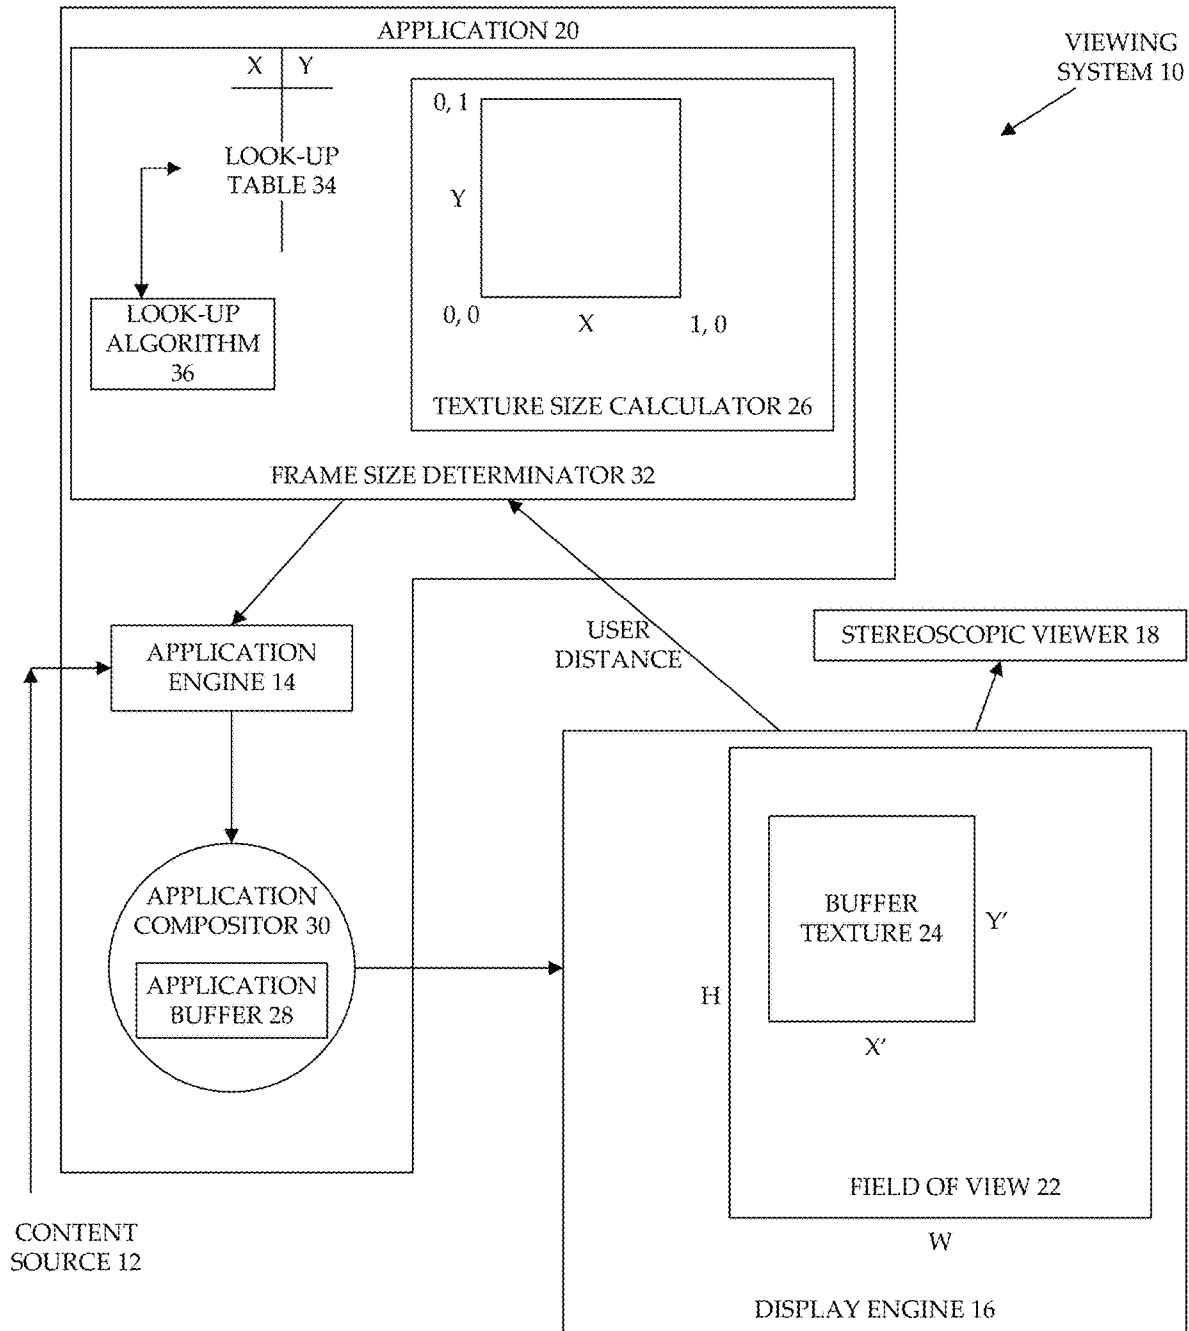 APPLICATION 20
VIEWING
SYSTEM 10
X Y
0, 1
LOOK-UP
TABLE 34
Y
0, 0
X
1, 0
LOOK-UP
ALGORITHM
36
TEXTURE SIZE CALCULATOR 26
FRAME SIZE DETERMINATOR 32
USER
DISTANCE
STEREOSCOPIC VIEWER 18
APPLICATION
ENGINE 14
APPLICATION
COMPOSITOR 30
APPLICATION
BUFFER 28
BUFFER
TEXTURE 24
Y'
H
X'
FIELD OF VIEW 22
W
CONTENT
SOURCE 12
DISPLAY ENGINE 16